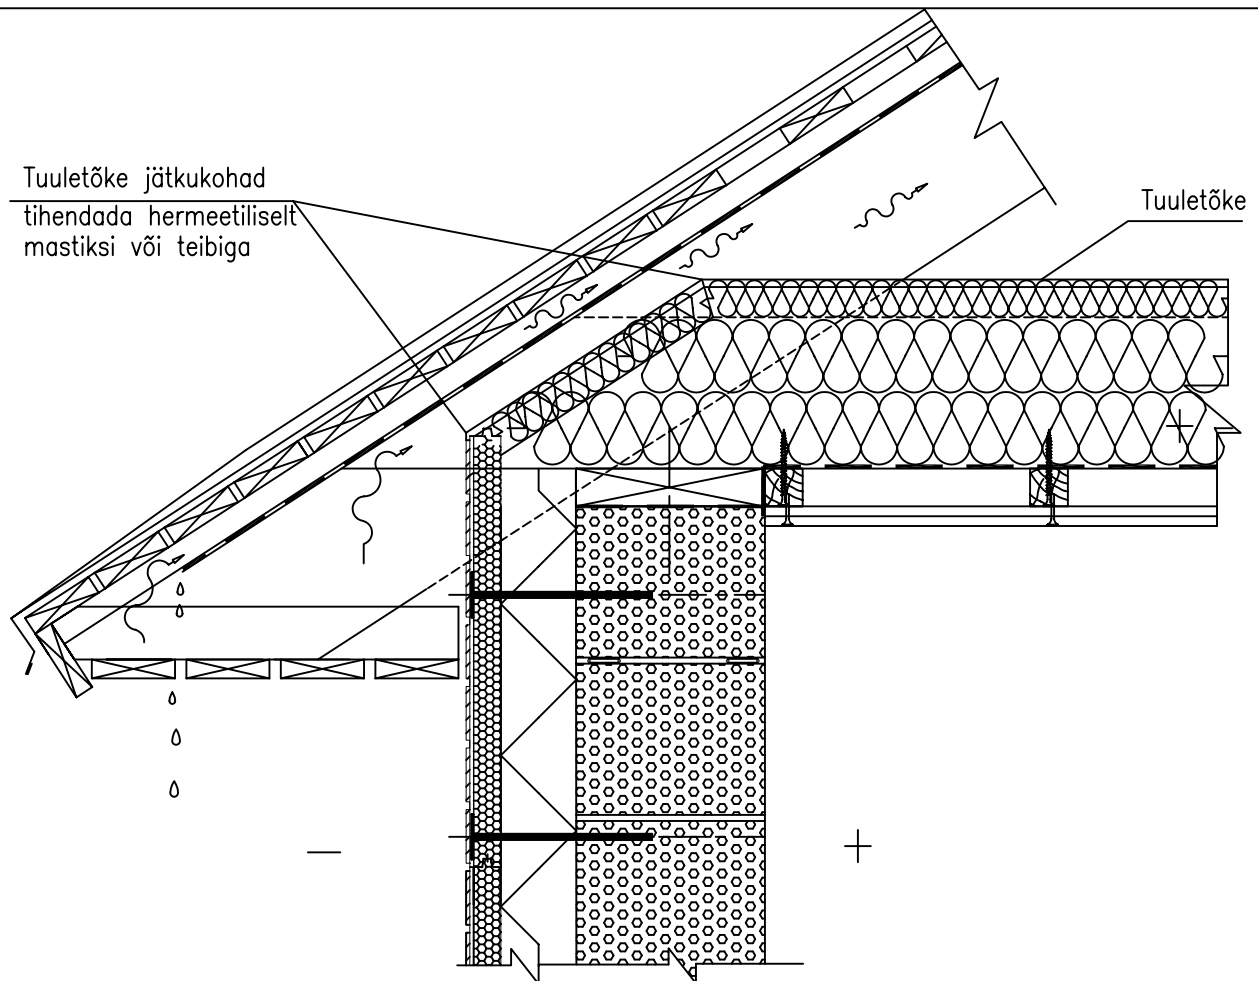 Tuuletõke jätkukohad
tihendada hermeetiliselt
mastiksi või teibiga
Tuuletõke